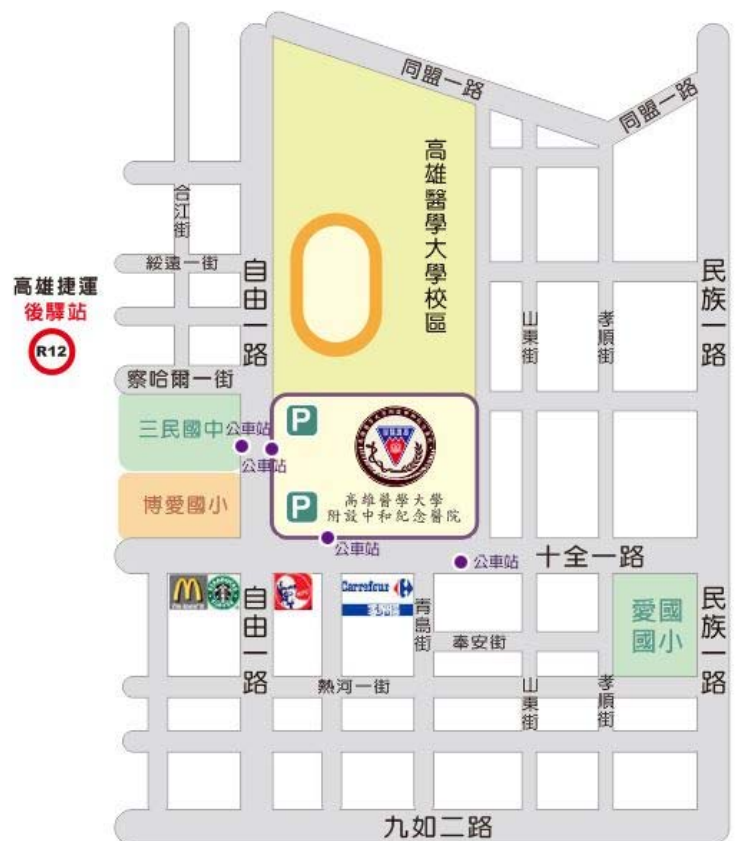 同盟一路
同盟一路
高雄醫學大學校區
合江街
綏遠一街
自由一路
高雄捷運
後驛站
R12
山東街
孝順街
民族一路
察哈爾一街
三民國中
公車站
公車站
P
P
博愛國小
高雄醫學大學
附設中和紀念醫院
公車站
公車站
十全一路
自由一路
Carrefour
青島街
奉安街
愛國
國小
民族一路
熱河一街
山東街
孝順街
九如二路